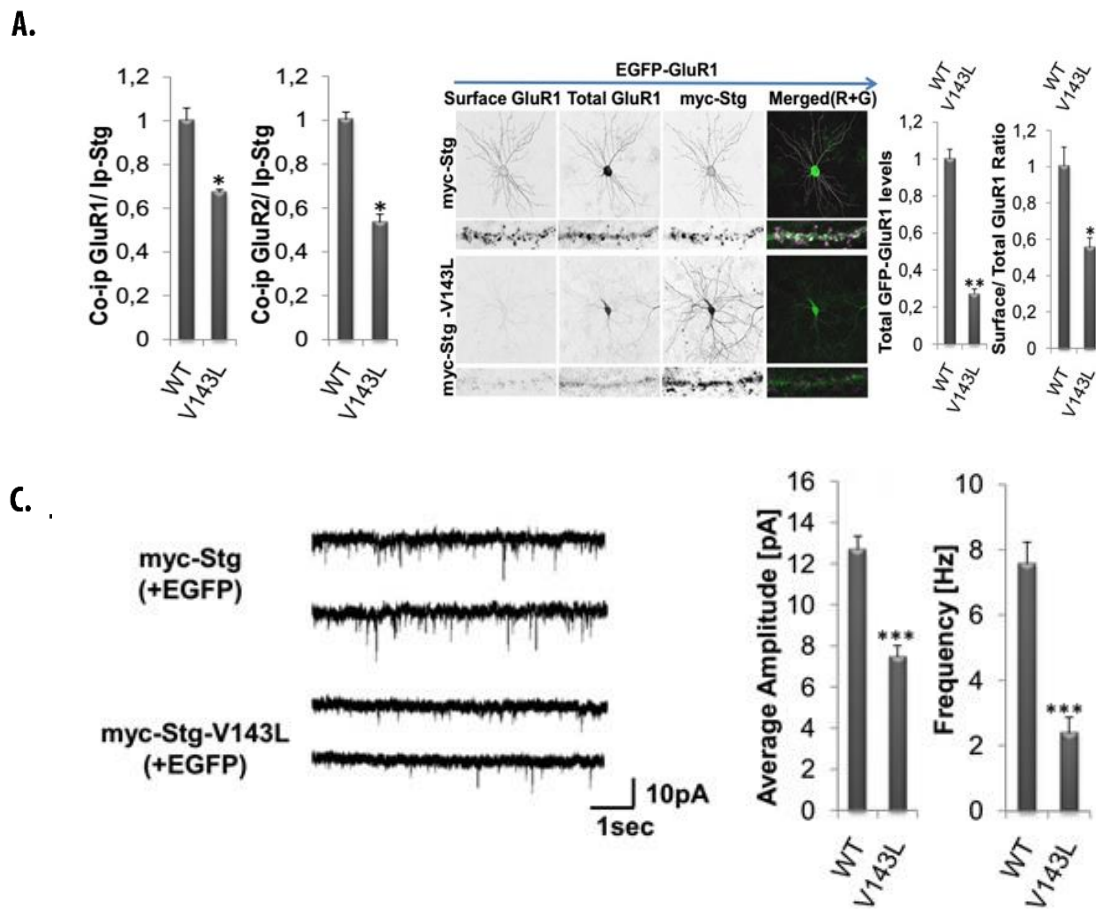 A.
1,2
1
0,8
0,6
0,4
0,2
0
Co-ip GluR1/ Ip-Stg
*
WT
V143L
1,2
1
0,8
0,6
0,4
0,2
0
Co-ip GluR2/ Ip-Stg
*
WT
V143L
EGFP-GluR1
Surface GluR1 Total GluR1 myc-Stg Merged(R+G)
myc-Stg
myc-Stg -V143L
WT
V143L
1,2
1
0,8
0,6
0,4
0,2
0
Total GFP-GluR1 levels
**
WT
V143L
WT
V143L
1,2
1
0,8
0,6
0,4
0,2
0
Surface/ Total GluR1 Ratio
*
WT
V143L
C.
myc-Stg
(+EGFP)
myc-Stg-V143L
(+EGFP)
10pA
1sec
16
14
12
10
8
6
4
2
0
Average Amplitude [pA]
***
WT
V143L
10
8
6
4
2
0
Frequency [Hz]
***
WT
V143L